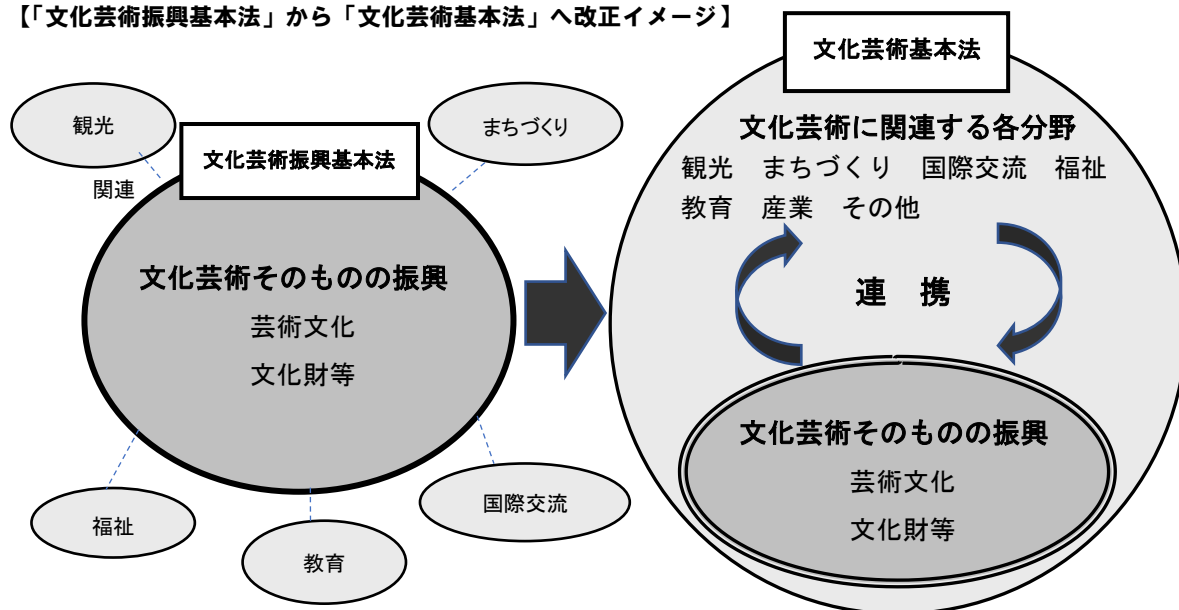 【「文化芸術振興基本法」から「文化芸術基本法」へ改正イメージ】
観光
まちづくり
文化芸術振興基本法
関連
文化芸術そのものの振興
芸術文化
文化財等
福祉
教育
国際交流
文化芸術基本法
文化芸術に関連する各分野
観光　まちづくり　国際交流　福祉
教育　産業　その他
連　携
文化芸術そのものの振興
芸術文化
文化財等